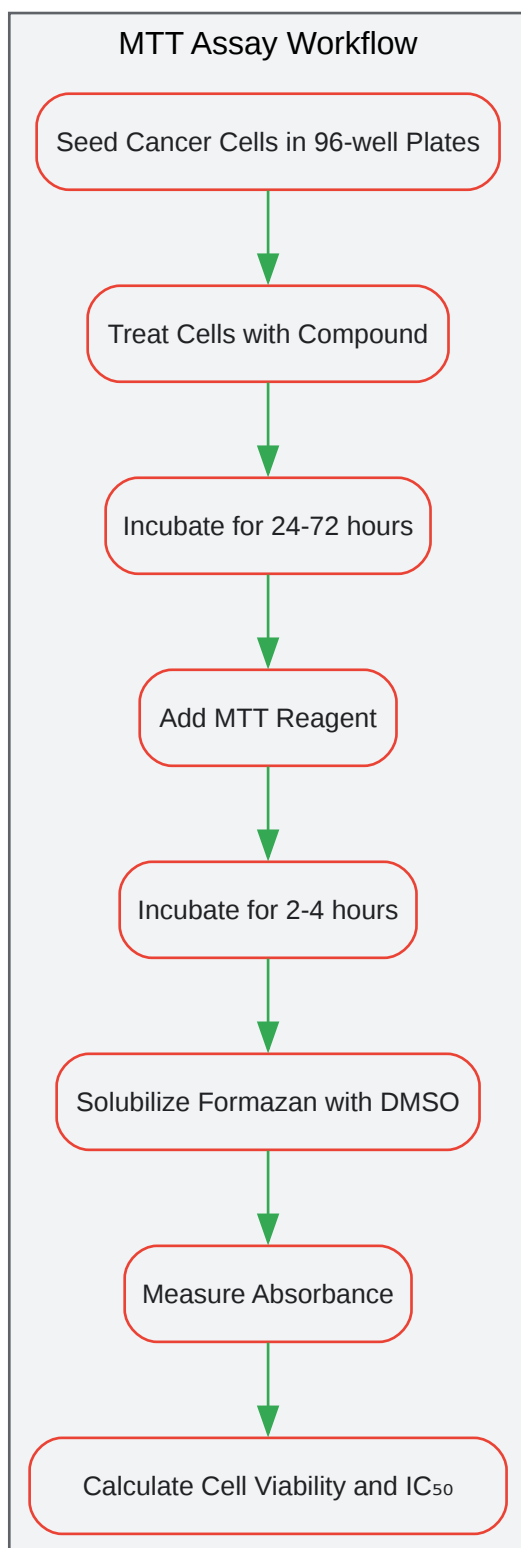 MTT Assay Workflow
Seed Cancer Cells in 96-well Plates
Treat Cells with Compound
Incubate for 24-72 hours
Add MTT Reagent
Incubate for 2-4 hours
Solubilize Formazan with DMSO
Measure Absorbance
Calculate Cell Viability and IC₅₀